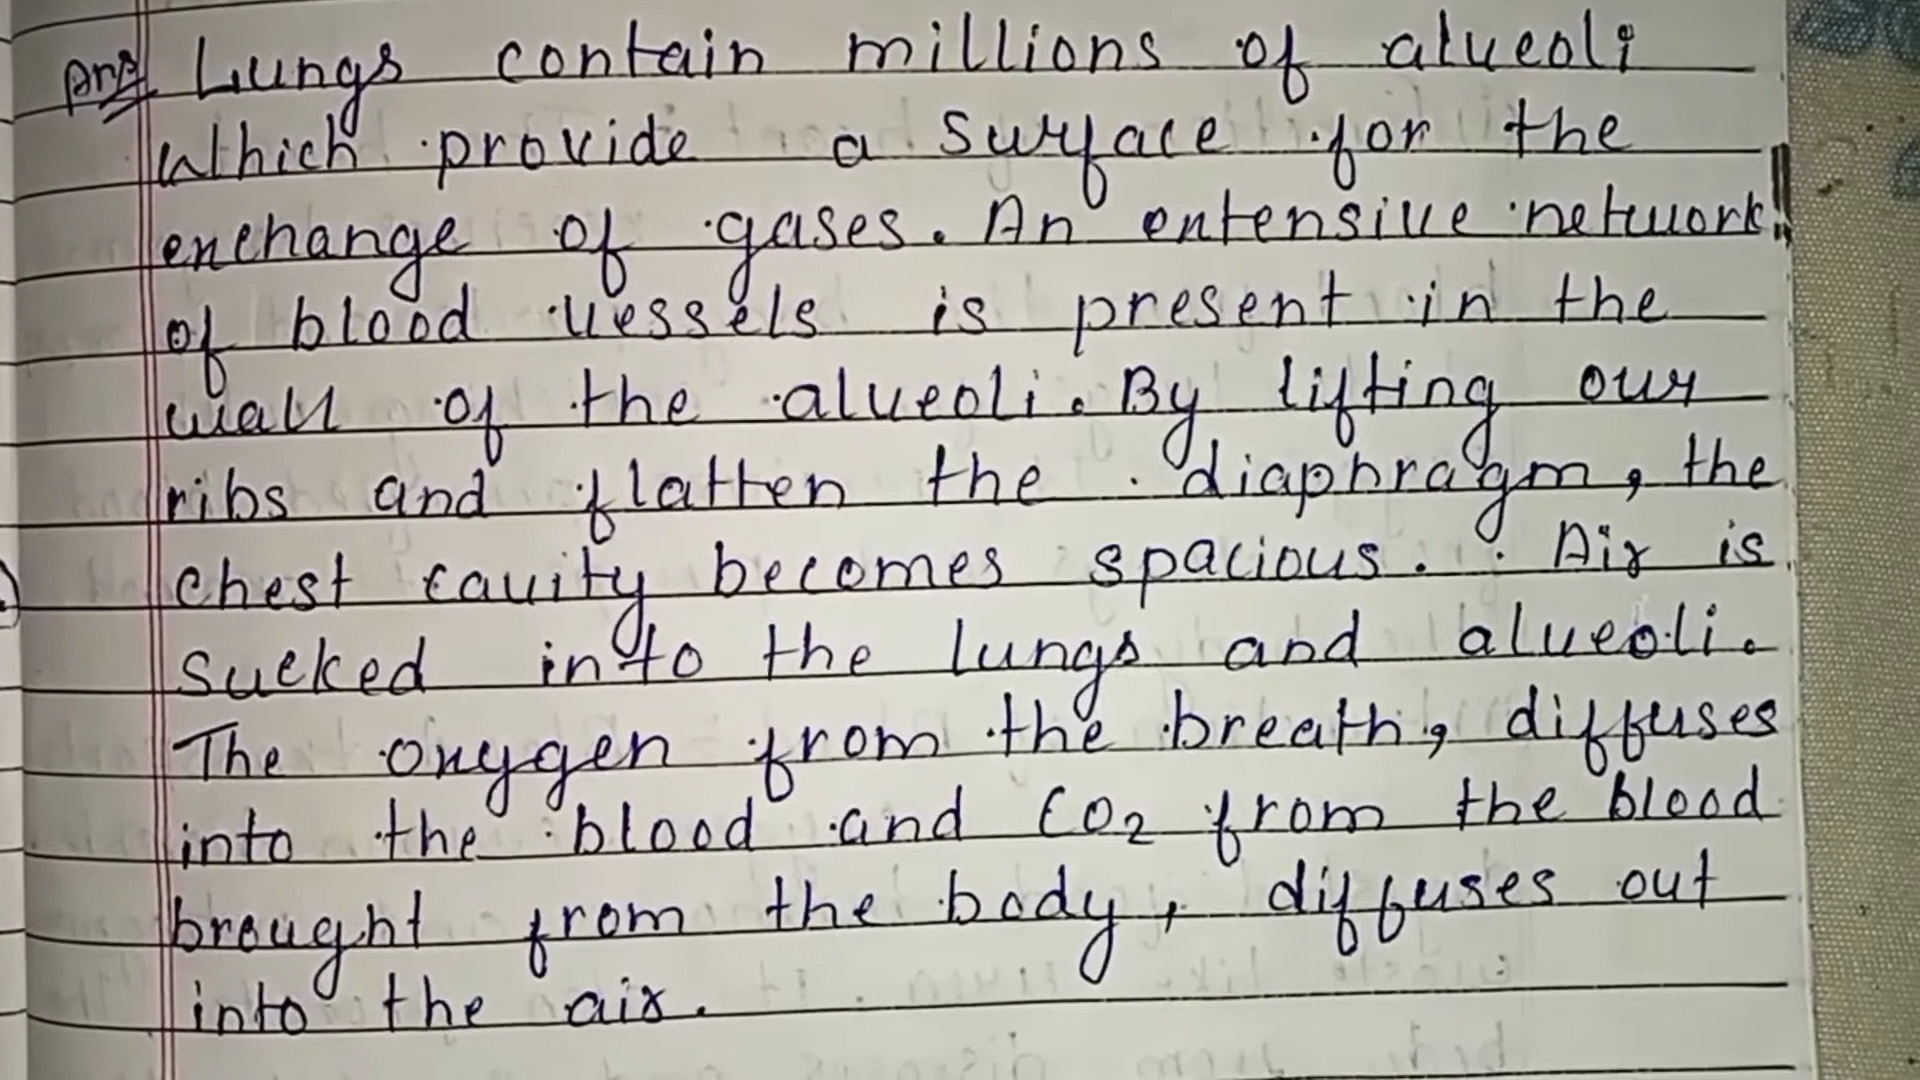 Ans Lungs contain millions of alveoli
which provide a surface for the
exchange of gases. An extensive network
of blood vessels is present in the
wall of the alveoli. By lifting our
ribs and flatten the diaphragm, the
chest cavity becomes spacious. Air is
sucked into the lungs and alveoli.
The oxygen from the breath, diffuses
into the blood and CO2 from the blood
brought from the body, diffuses out
into the air.